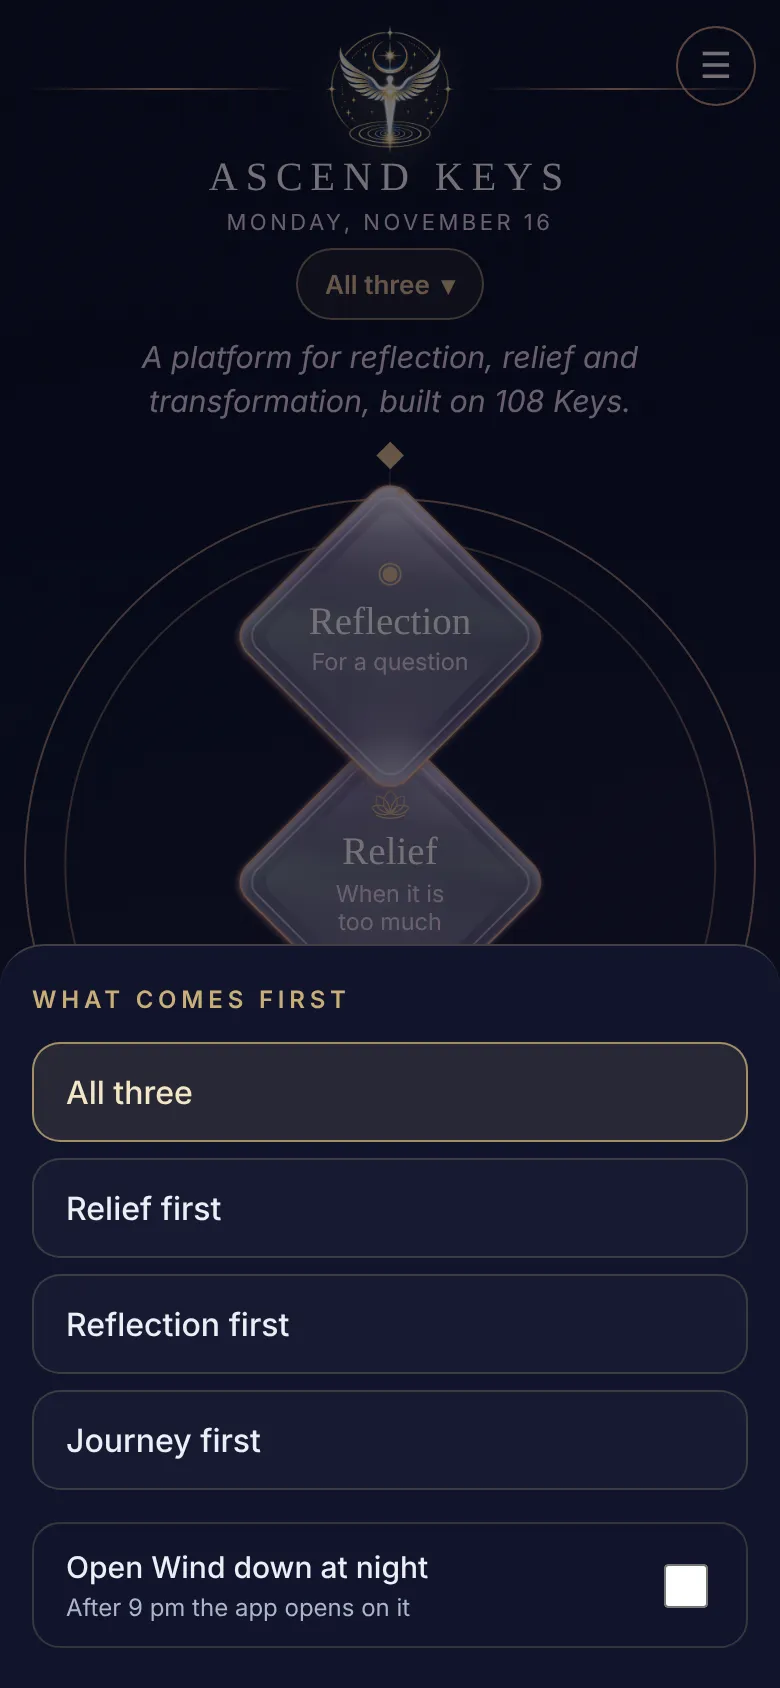 ASCEND KEYS
MONDAY, NOVEMBER 16
All three ▼
A platform for reflection, relief and
transformation, built on 108 Keys.
Reflection
For a question
Relief
When it is
too much
WHAT COMES FIRST
All three
Relief first
Reflection first
Journey first
Open Wind down at night
After 9 pm the app opens on it